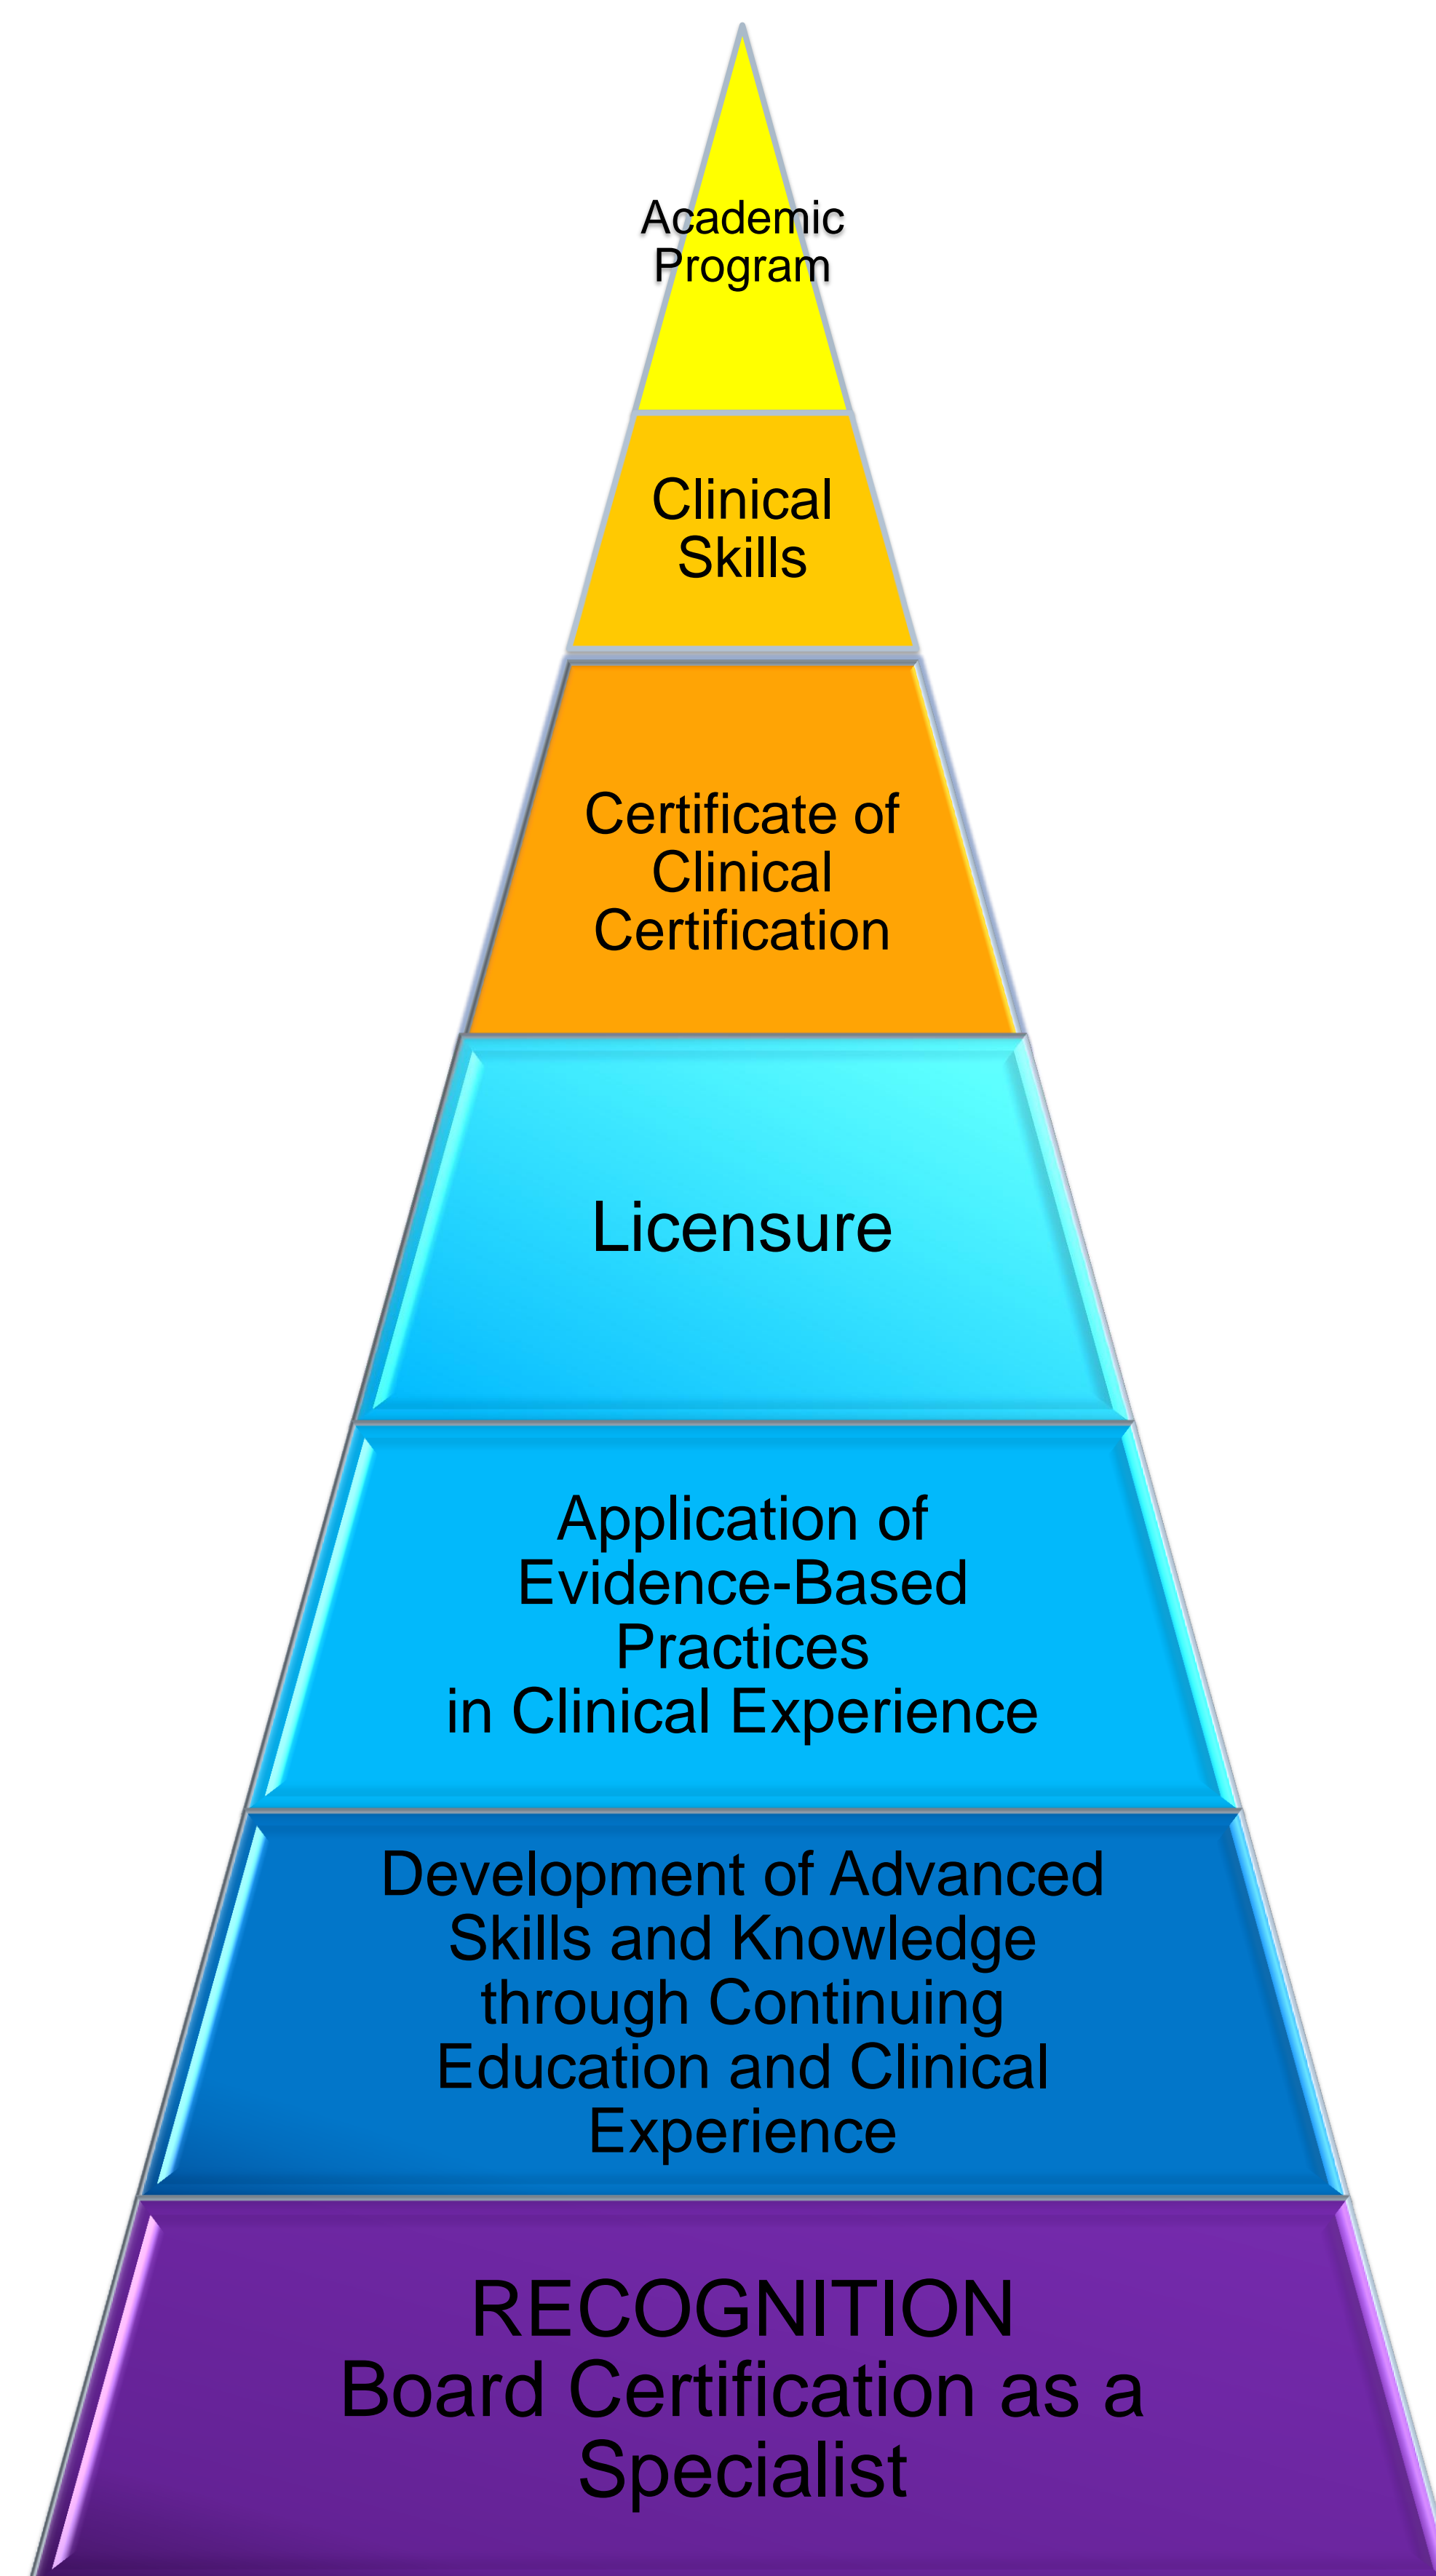 Academic
Program
Clinical
Skills
Certificate of
Clinical
Certification
Licensure
Application of
Evidence-Based
Practices
in Clinical Experience
Development of Advanced
Skills and Knowledge
through Continuing
Education and Clinical
Experience
RECOGNITION
Board Certification as a
Specialist